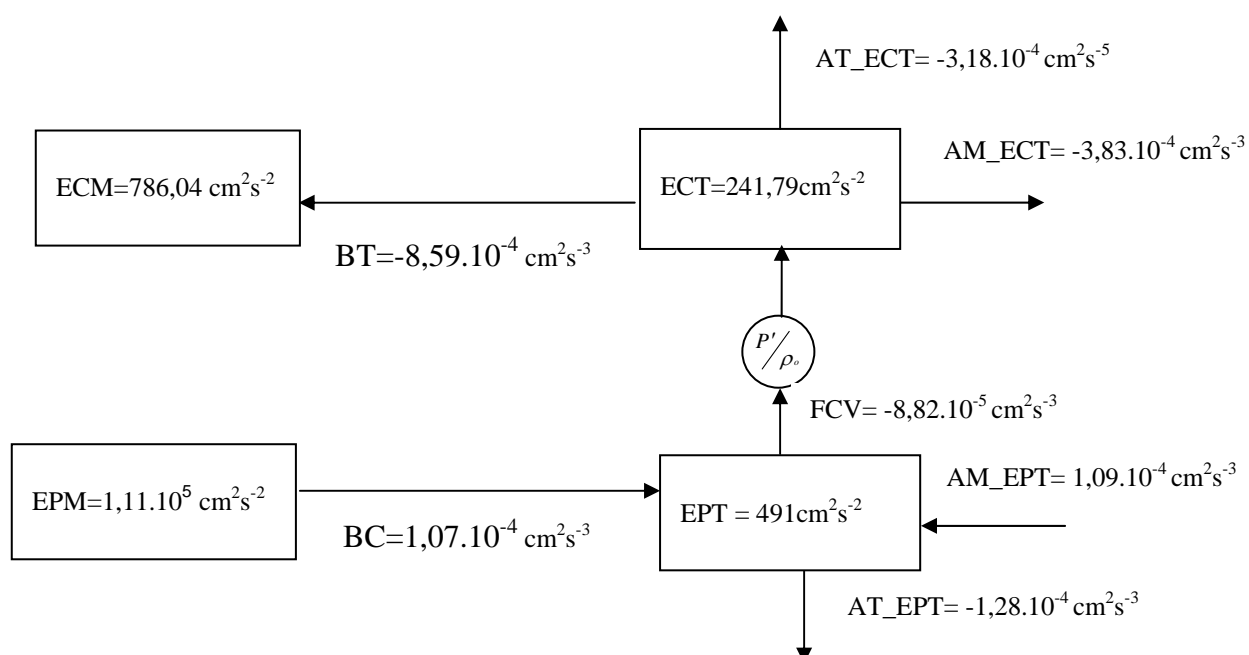 AT_ECT= -3,18.10⁻⁴ cm²s⁻⁵
AM_ECT= -3,83.10⁻⁴ cm²s⁻³
ECM=786,04 cm²s⁻²
ECT=241,79cm²s⁻²
BT=-8,59.10⁻⁴ cm²s⁻³
P'/ρₒ
FCV= -8,82.10⁻⁵ cm²s⁻³
AM_EPT= 1,09.10⁻⁴ cm²s⁻³
EPM=1,11.10⁵ cm²s⁻²
EPT = 491cm²s⁻²
BC=1,07.10⁻⁴ cm²s⁻³
AT_EPT= -1,28.10⁻⁴ cm²s⁻³